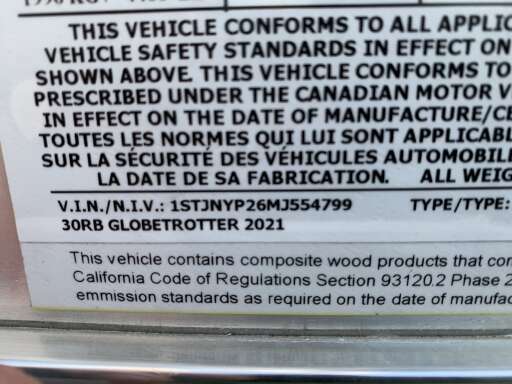 THIS VEHICLE CONFORMS TO ALL APPLIC
VEHICLE SAFETY STANDARDS IN EFFECT ON
SHOWN ABOVE. THIS VEHICLE CONFORMS TO
PRESCRIBED UNDER THE CANADIAN MOTOR V
IN EFFECT ON THE DATE OF MANUFACTURE/CE
TOUTES LES NORMES QUI LUI SONT APPLICABL
SUR LA SÉCURITÉ DES VÉHICULES AUTOMOBILE
LA DATE DE SA FABRICATION. ALL WEIG
V.I.N./N.I.V.: 1STJNYP26MJ554799 TYPE/TYPE:
30RB GLOBETROTTER 2021
This vehicle contains composite wood products that com
California Code of Regulations Section 93120.2 Phase 2
emmission standards as required on the date of manufac